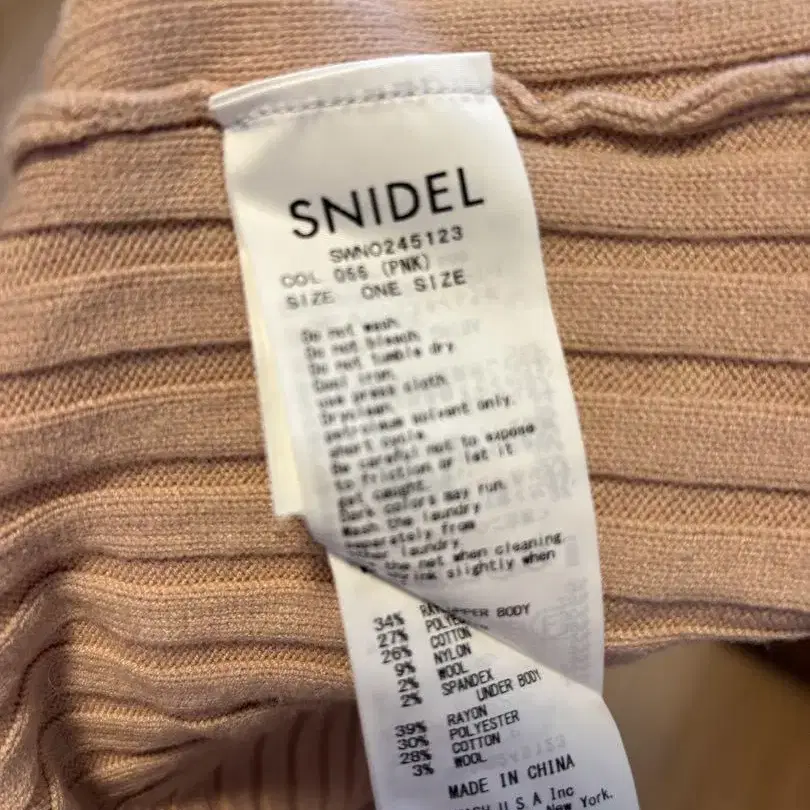 SNIDEL
SWNO245123
COL 066 (PNK)
SIZE ONE SIZE
Do not wash.
Do not bleach.
Do not tumble dry.
Cool iron.
use press cloth.
Dryclean.
petroleum solvent only.
short cycle.
Be careful not to expose
to friction or let it
get caught.
Dark colors may run.
Wash the laundry
separately from
other laundry.
the net when cleaning
slightly when
UPPER BODY
34% RAYON
27% POLYE
26% COTTON
9% NYLON
2% WOOL
2% SPANDEX
UNDER BODY
39% RAYON
30% POLYESTER
28% COTTON
3% WOOL
MADE IN CHINA
U S A Inc
New York.